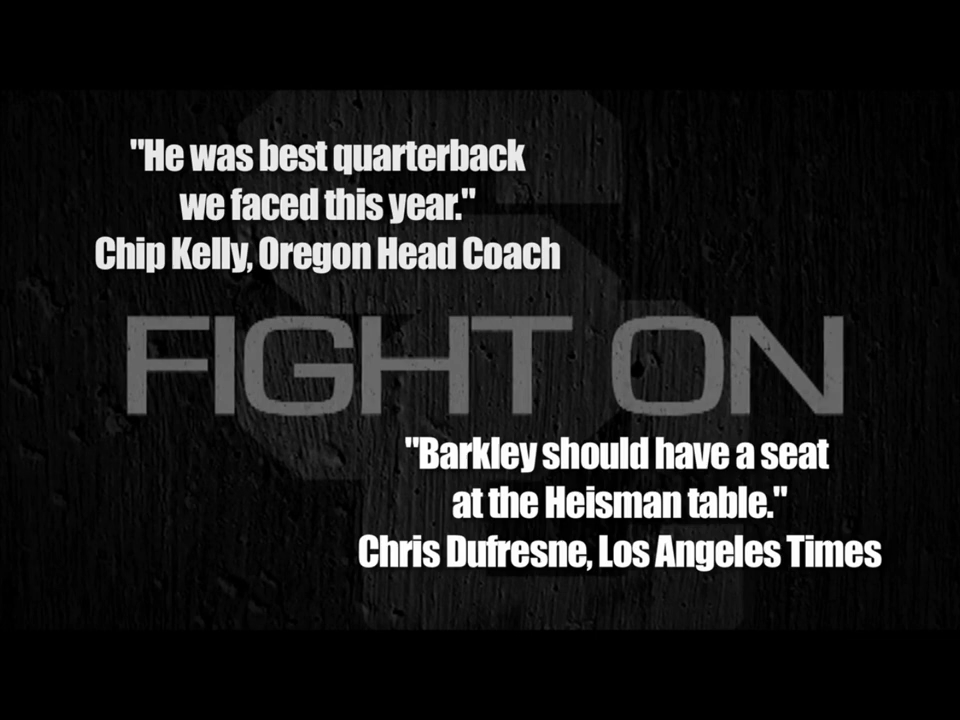 "He was best quarterback
we faced this year."
Chip Kelly, Oregon Head Coach
FIGHT ON
"Barkley should have a seat
at the Heisman table."
Chris Dufresne, Los Angeles Times